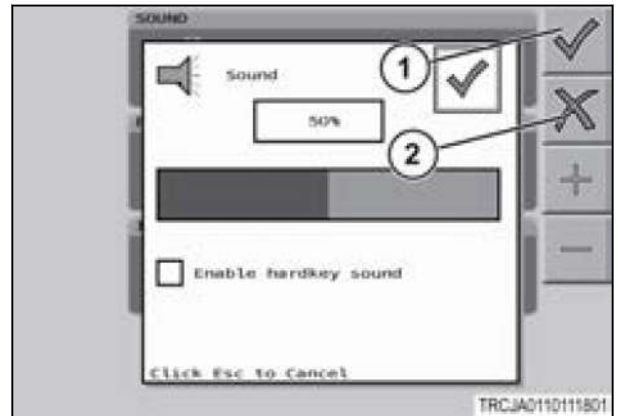 SOUND
Sound
1
50%
2
Enable hardkey sound
Click Esc to Cancel
TRCJA0110111801